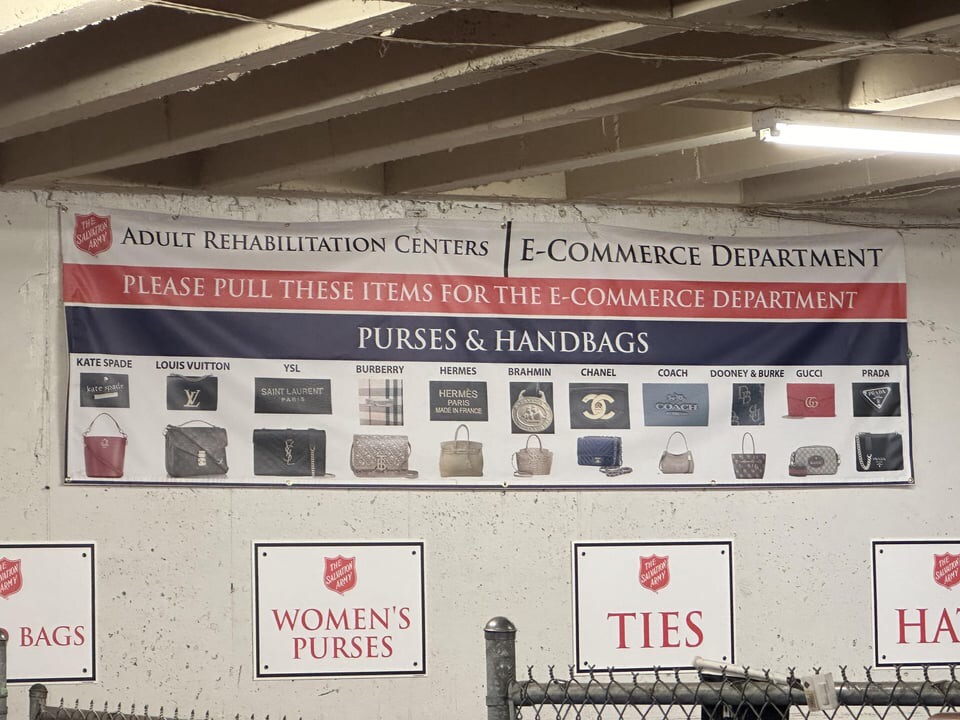 THE SALVATION ARMY
ADULT REHABILITATION CENTERS | E-COMMERCE DEPARTMENT
PLEASE PULL THESE ITEMS FOR THE E-COMMERCE DEPARTMENT
PURSES & HANDBAGS
KATE SPADE LOUIS VUITTON YSL BURBERRY HERMES BRAHMIN CHANEL COACH DOONEY & BURKE GUCCI PRADA
kate spade
LV
SAINT LAURENT
PARIS
HERMÈS
PARIS
MADE IN FRANCE
COACH
PRADA
THE SALVATION ARMY
BAGS
THE SALVATION ARMY
WOMEN'S
PURSES
THE SALVATION ARMY
TIES
THE SALVATION ARMY
HA